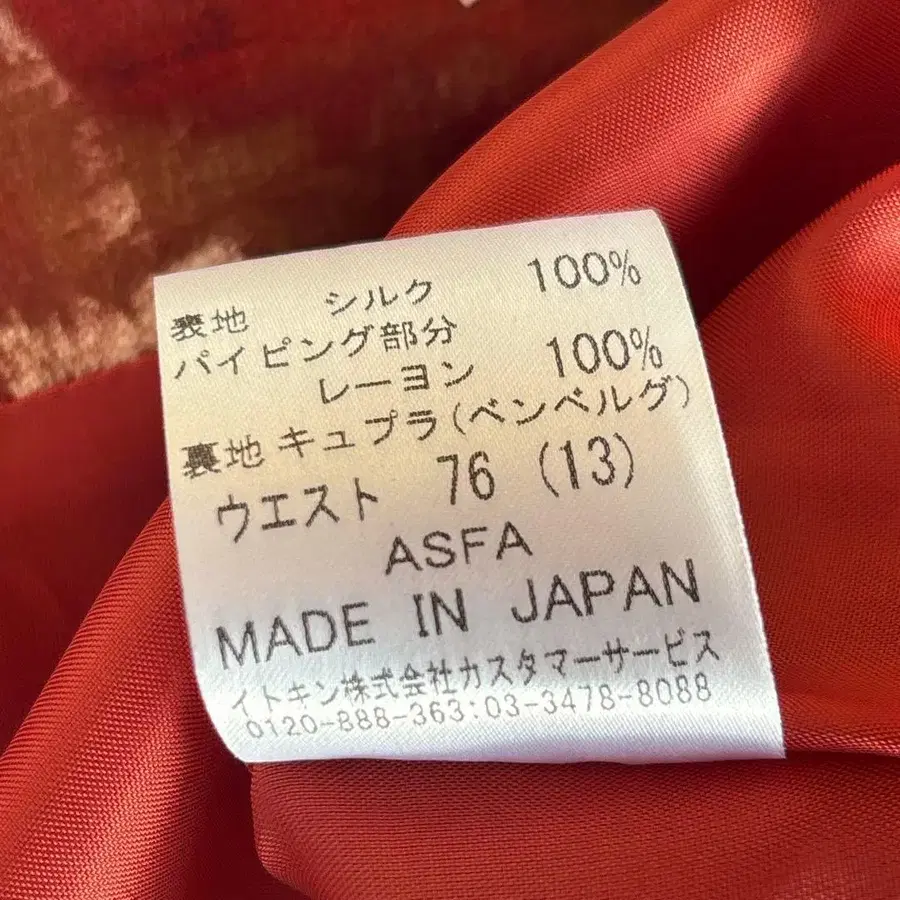 表地 シルク 100%
パイピング部分
レーヨン 100%
裏地 キュプラ(ベンベルグ)
ウエスト 76 (13)
ASFA
MADE IN JAPAN
イトキン株式会社カスタマーサービス
0120-888-363:03-3478-8088